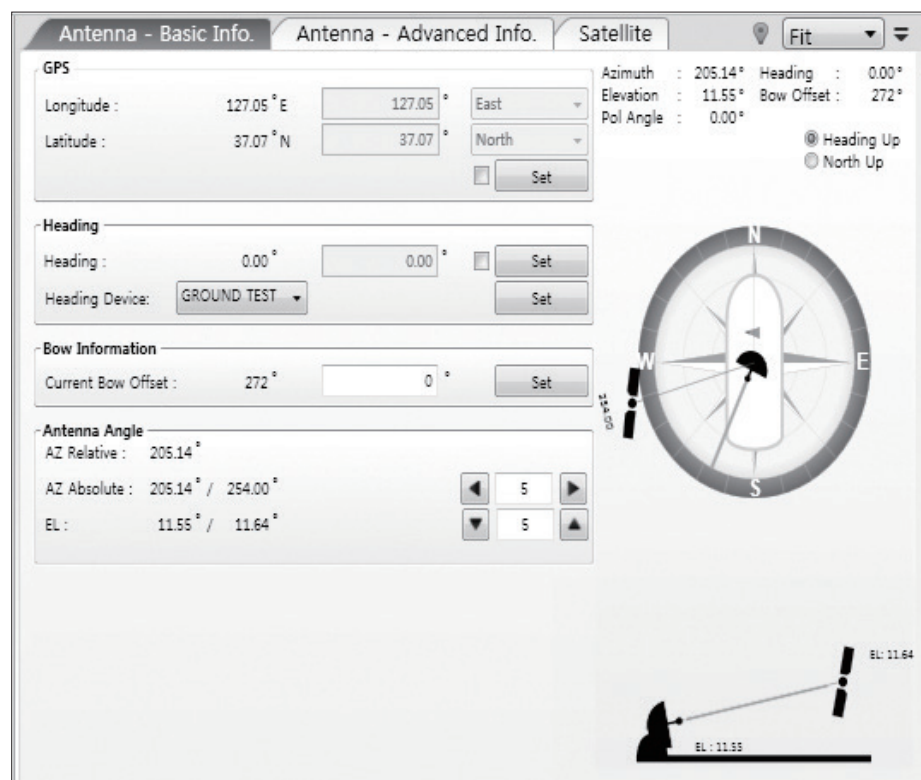 Antenna - Basic Info. Antenna - Advanced Info. Satellite Fit
GPS
Longitude : 127.05 ° E 127.05 ° East
Latitude : 37.07 ° N 37.07 ° North
Set
Heading
Heading : 0.00 ° 0.00 ° Set
Heading Device: GROUND TEST Set
Bow Information
Current Bow Offset : 272 ° 0 ° Set
Antenna Angle
AZ Relative : 205.14 °
AZ Absolute : 205.14 ° / 254.00 ° 5
EL : 11.55 ° / 11.64 ° 5
Azimuth : 205.14 ° Heading : 0.00 °
Elevation : 11.55 ° Bow Offset : 272 °
Pol Angle : 0.00 °
Heading Up
North Up
N
W
E
S
254.00
EL: 11.64
EL : 11.55